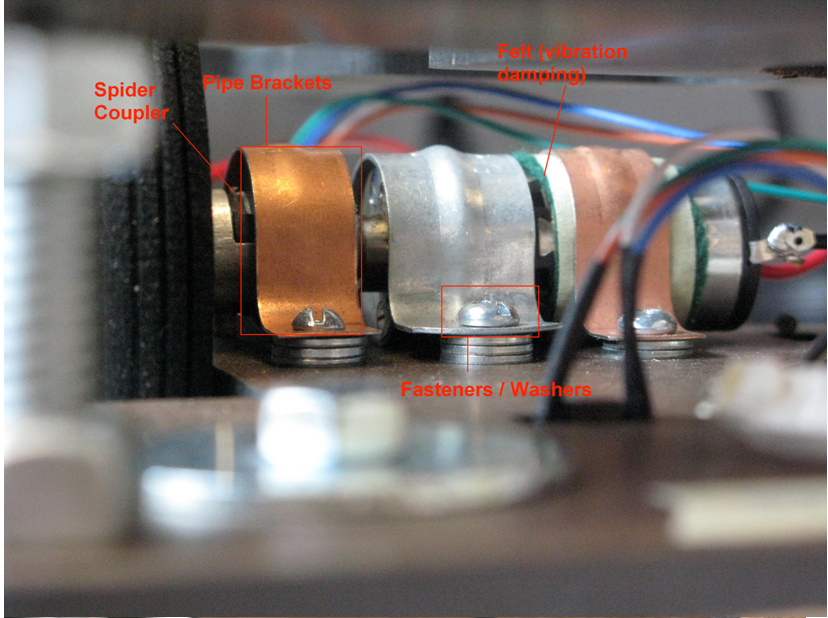 Felt (vibration
damping)
Pipe Brackets
Spider
Coupler
Fasteners / Washers